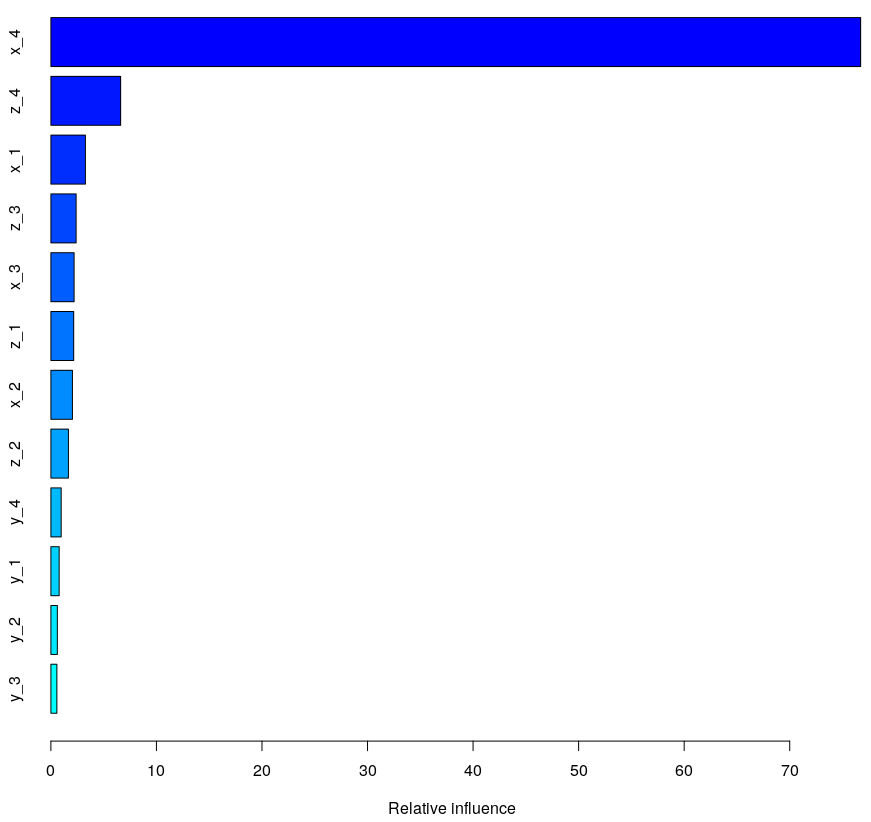 x_4
z_4
x_1
z_3
x_3
z_1
x_2
z_2
y_4
y_1
y_2
y_3
0 10 20 30 40 50 60 70
Relative influence